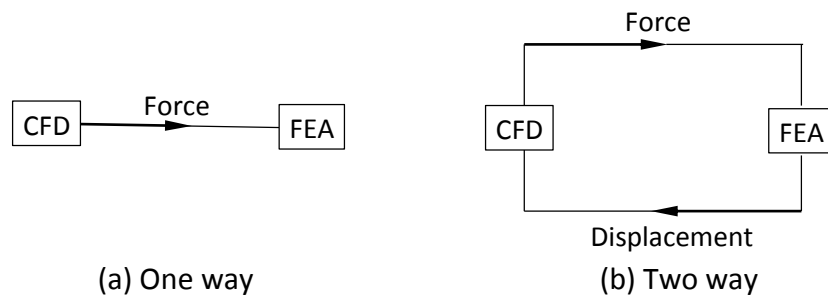 Force
CFD
FEA
(a) One way
Force
CFD
FEA
Displacement
(b) Two way